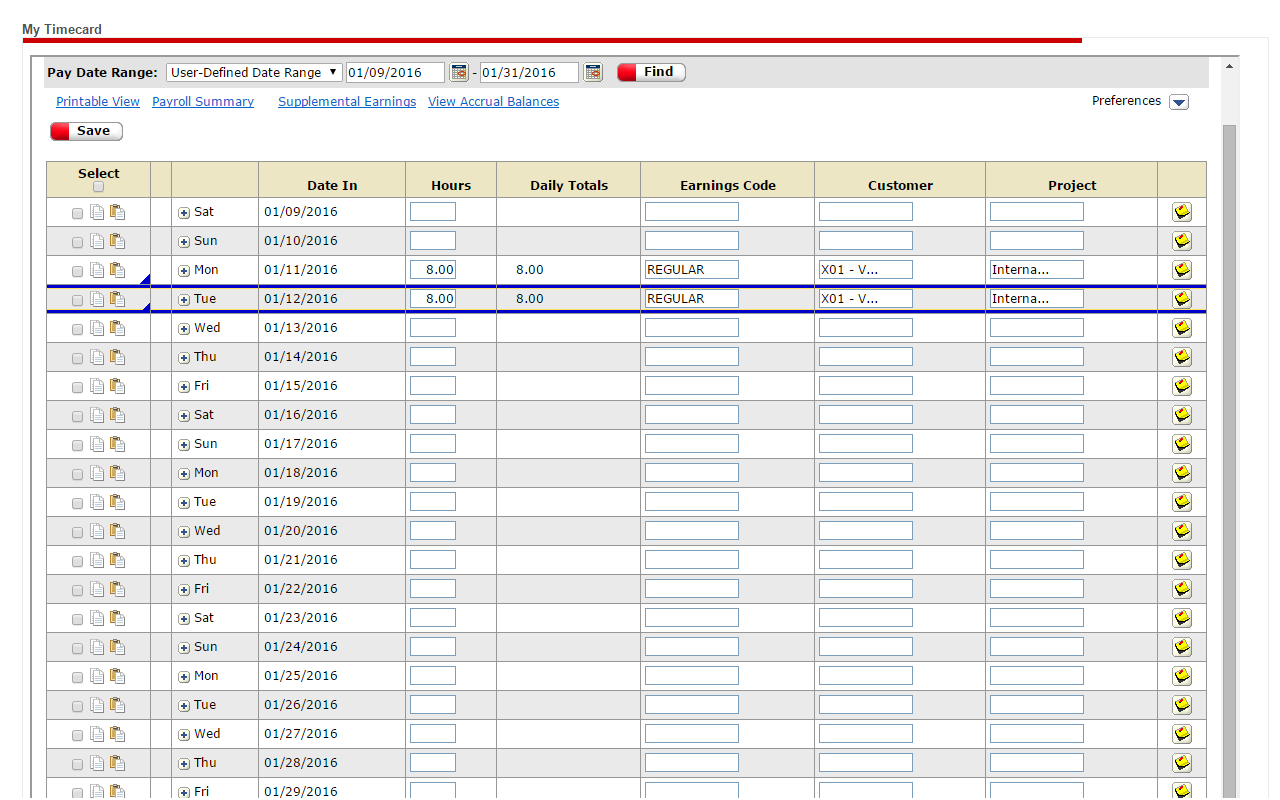 My Timecard
Pay Date Range: User-Defined Date Range 01/09/2016 - 01/31/2016 Find
Printable View Payroll Summary Supplemental Earnings View Accrual Balances Preferences
Save
Select Date In Hours Daily Totals Earnings Code Customer Project
Sat 01/09/2016
Sun 01/10/2016
Mon 01/11/2016 8.00 8.00 REGULAR X01 - V... Interna...
Tue 01/12/2016 8.00 8.00 REGULAR X01 - V... Interna...
Wed 01/13/2016
Thu 01/14/2016
Fri 01/15/2016
Sat 01/16/2016
Sun 01/17/2016
Mon 01/18/2016
Tue 01/19/2016
Wed 01/20/2016
Thu 01/21/2016
Fri 01/22/2016
Sat 01/23/2016
Sun 01/24/2016
Mon 01/25/2016
Tue 01/26/2016
Wed 01/27/2016
Thu 01/28/2016
Fri 01/29/2016